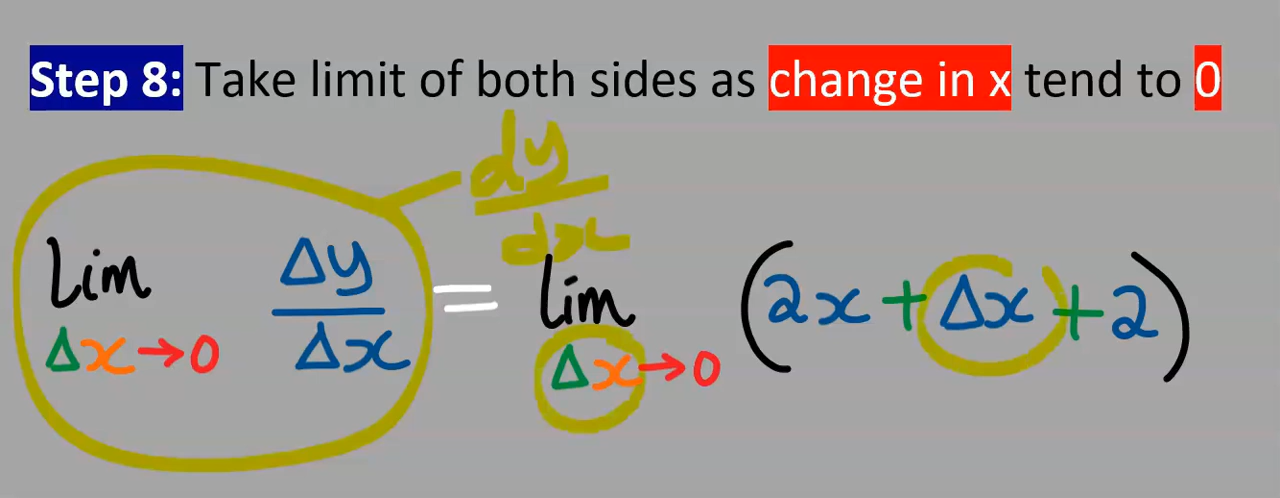 Step 8: Take limit of both sides as change in x tend to 0
dy
dx
Lim Δy = Lim (2x + Δx + 2)
Δx→0 Δx Δx→0